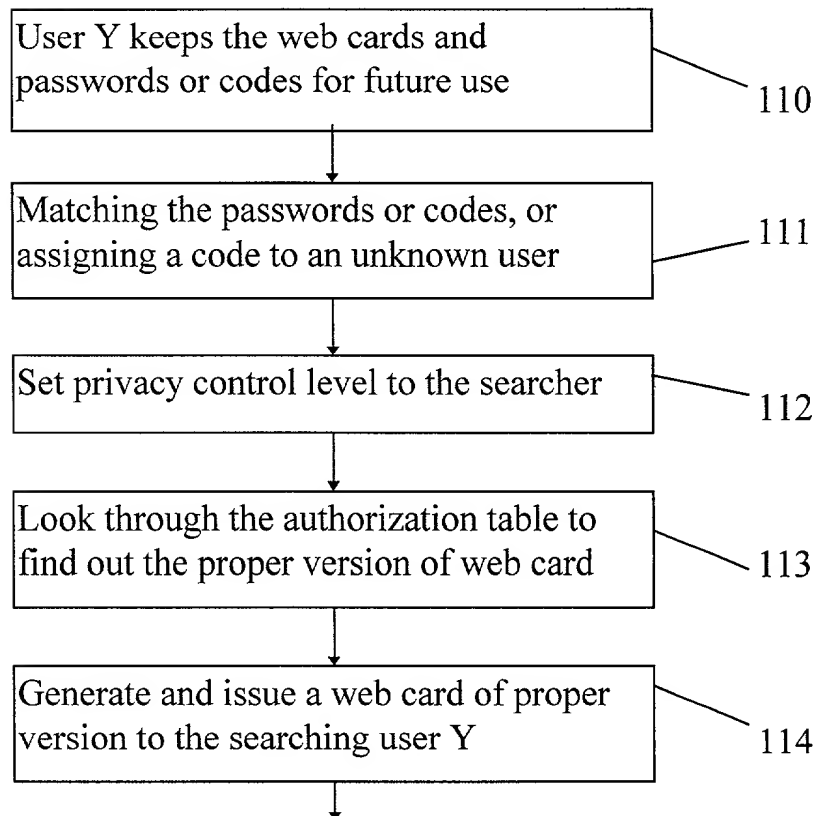 User Y keeps the web cards and
passwords or codes for future use
110
Matching the passwords or codes, or
assigning a code to an unknown user
111
Set privacy control level to the searcher
112
Look through the authorization table to
find out the proper version of web card
113
Generate and issue a web card of proper
version to the searching user Y
114